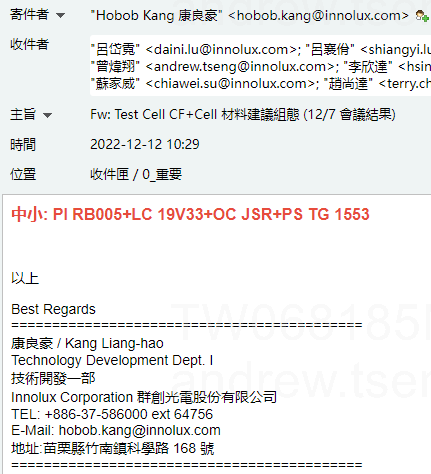 寄件者 "Hobob Kang 康良豪" <hobob.kang@innolux.com>
收件者 "呂岱霓" <daini.lu@innolux.com>; "呂襄佾" <shiangyi.lu
"曾煒翔" <andrew.tseng@innolux.com>; "李欣達" <hsin
"蘇家威" <chiawei.su@innolux.com>; "趙尚達" <terry.ch
主旨 Fw: Test Cell CF+Cell 材料建議組態 (12/7 會議結果)
時間 2022-12-12 10:29
位置 收件匣 / 0_重要
中小: PI RB005+LC 19V33+OC JSR+PS TG 1553
以上
Best Regards
===========================================
康良豪 / Kang Liang-hao
Technology Development Dept. I
技術開發一部
Innolux Corporation 群創光電股份有限公司
TEL: +886-37-586000 ext 64756
E-Mail: hobob.kang@innolux.com
地址:苗栗縣竹南鎮科學路 168 號
===========================================
TW068185
andrew.tsen